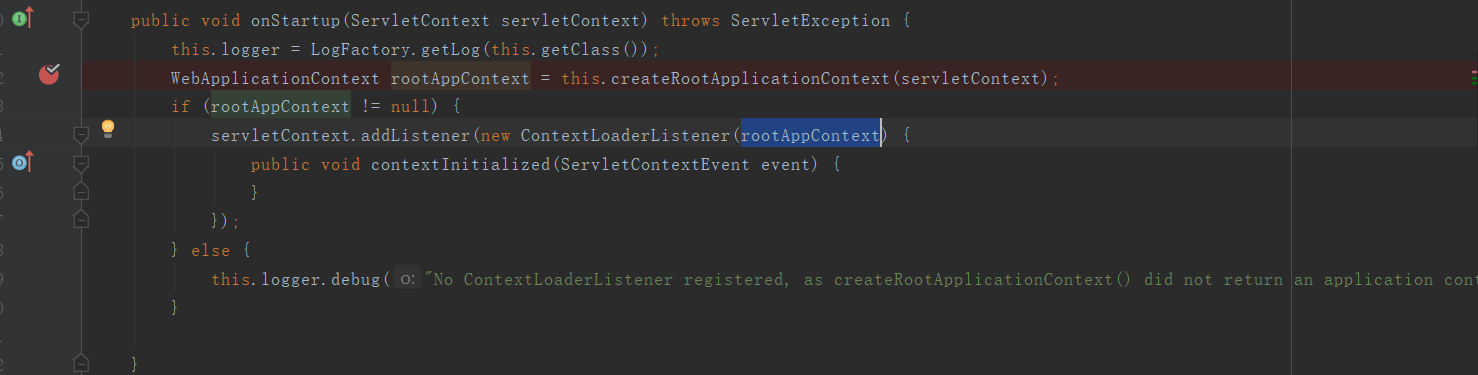 public void onStartup(ServletContext servletContext) throws ServletException {
this.logger = LogFactory.getLog(this.getClass());
WebApplicationContext rootAppContext = this.createRootApplicationContext(servletContext);
if (rootAppContext != null) {
servletContext.addListener(new ContextLoaderListener(rootAppContext) {
public void contextInitialized(ServletContextEvent event) {
}
});
} else {
this.logger.debug( o: "No ContextLoaderListener registered, as createRootApplicationContext() did not return an application cont
}
}